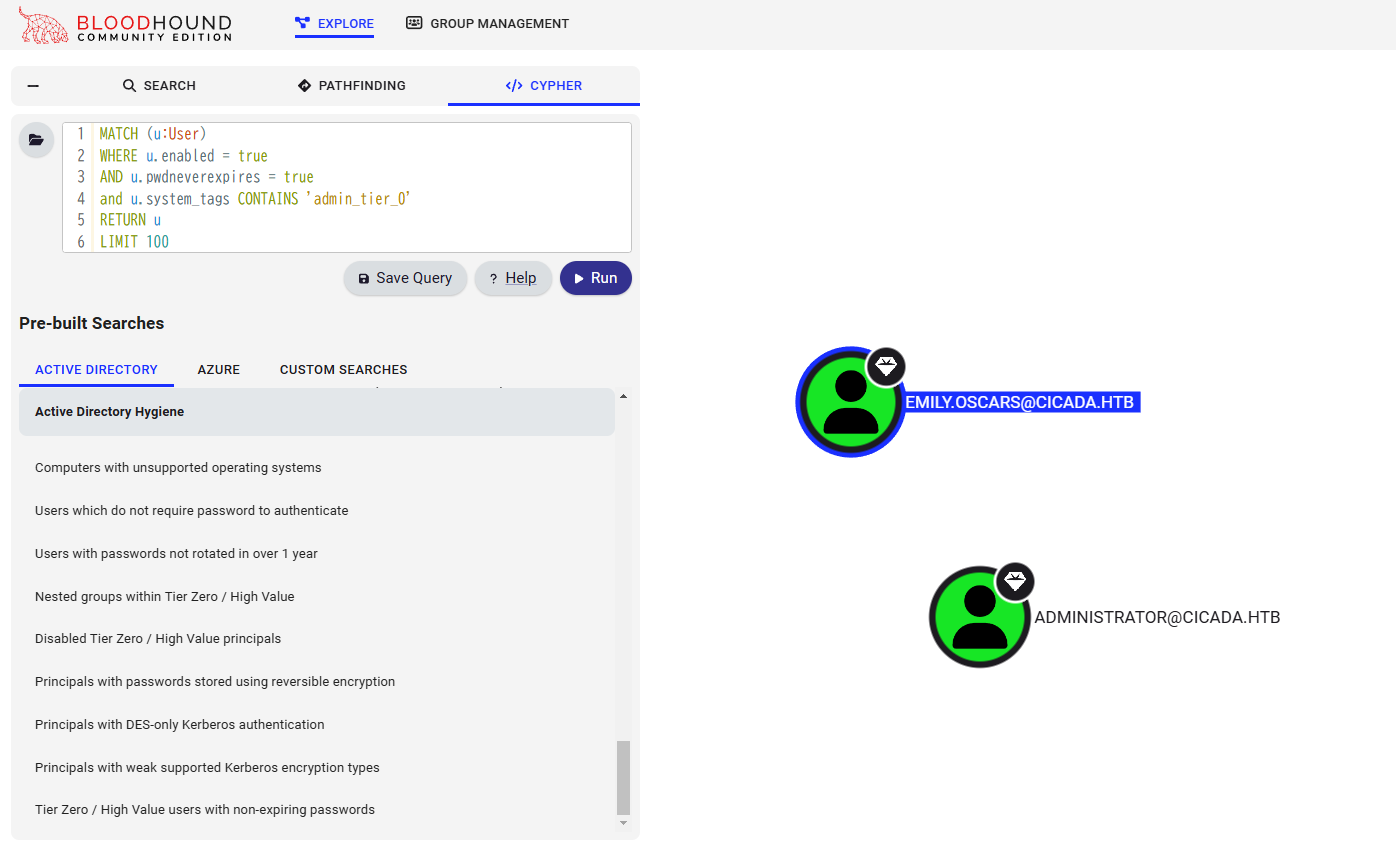 BLOODHOUND
COMMUNITY EDITION
EXPLORE
GROUP MANAGEMENT
SEARCH
PATHFINDING
</> CYPHER
1 MATCH (u:User)
2 WHERE u.enabled = true
3 AND u.pwdneverexpires = true
4 and u.system_tags CONTAINS 'admin_tier_0'
5 RETURN u
6 LIMIT 100
Save Query
? Help
Run
Pre-built Searches
ACTIVE DIRECTORY
AZURE
CUSTOM SEARCHES
Active Directory Hygiene
Computers with unsupported operating systems
Users which do not require password to authenticate
Users with passwords not rotated in over 1 year
Nested groups within Tier Zero / High Value
Disabled Tier Zero / High Value principals
Principals with passwords stored using reversible encryption
Principals with DES-only Kerberos authentication
Principals with weak supported Kerberos encryption types
Tier Zero / High Value users with non-expiring passwords
EMILY.OSCARS@CICADA.HTB
ADMINISTRATOR@CICADA.HTB